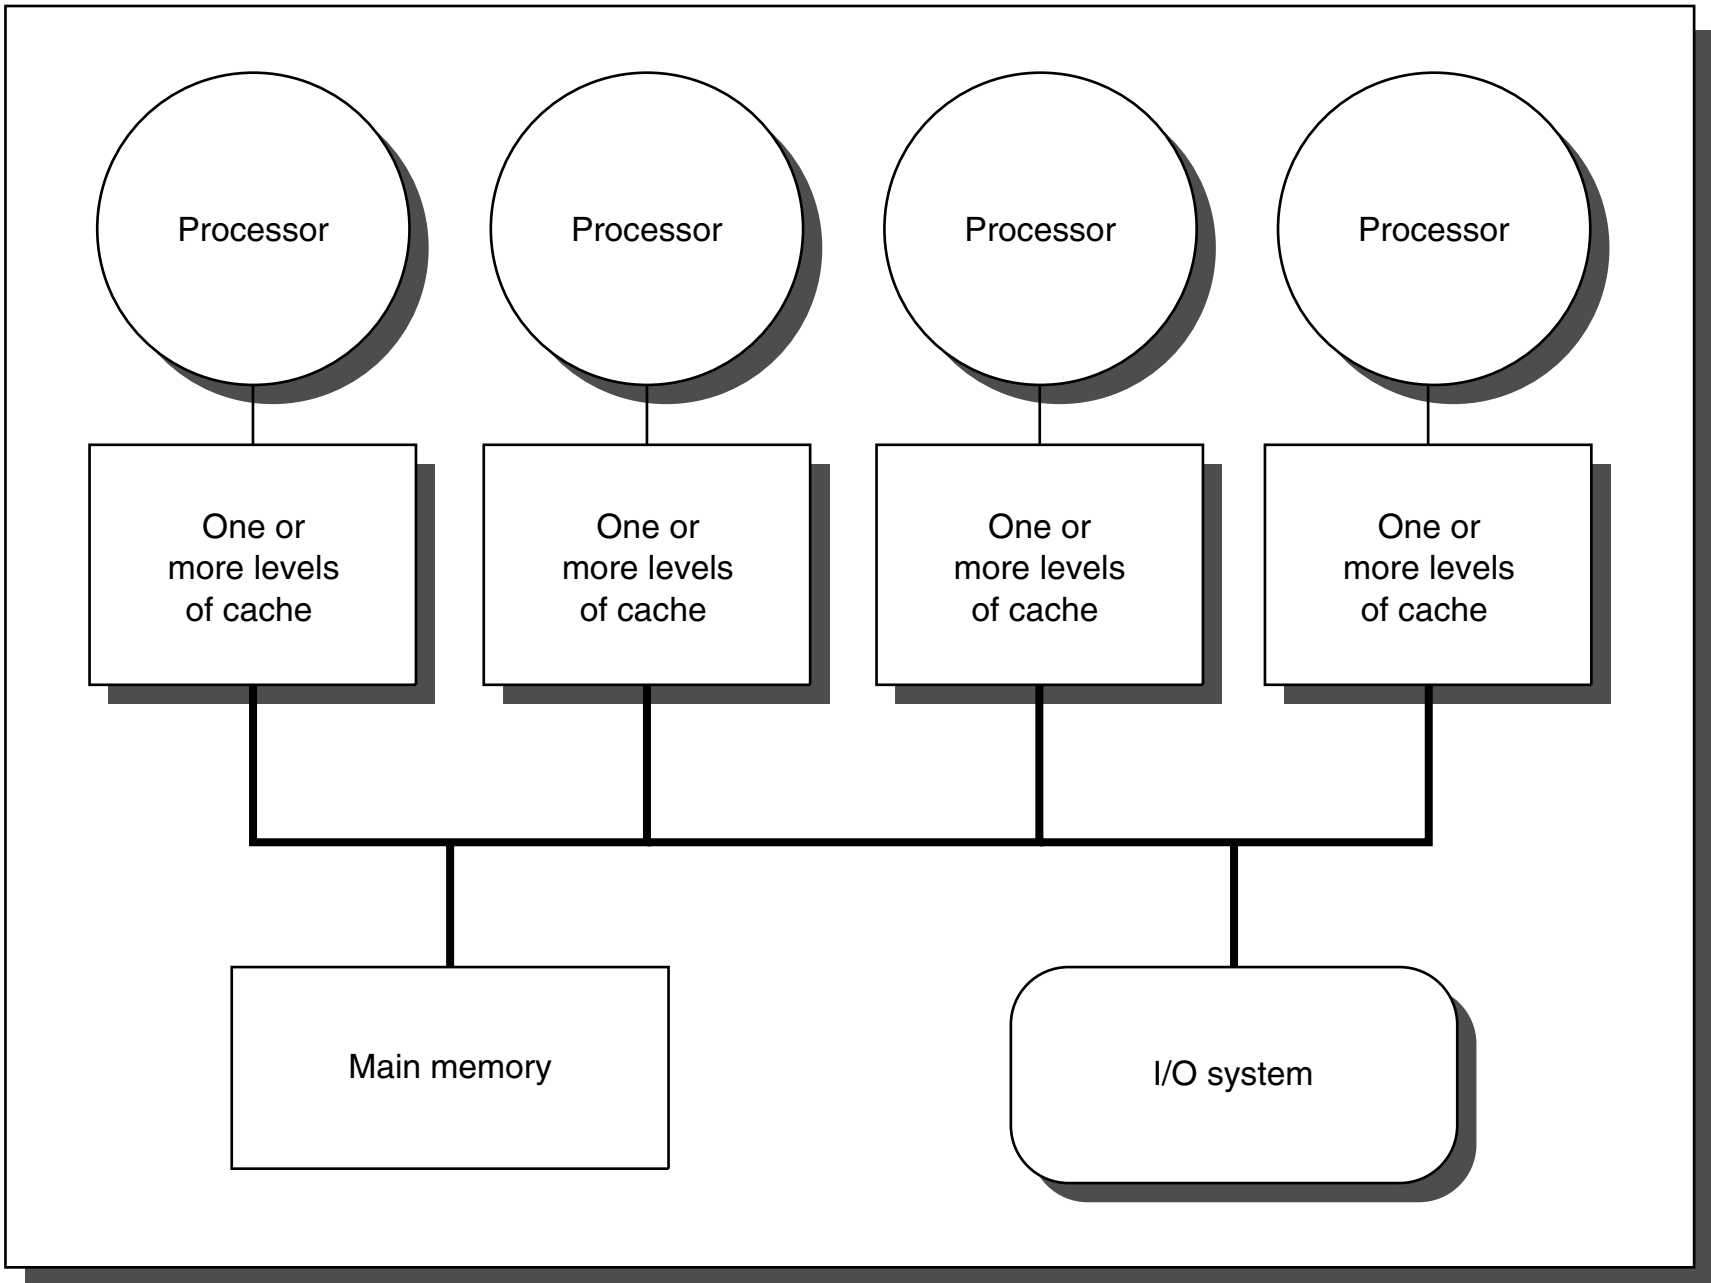 Processor
Processor
Processor
Processor
One or
more levels
of cache
One or
more levels
of cache
One or
more levels
of cache
One or
more levels
of cache
Main memory
I/O system